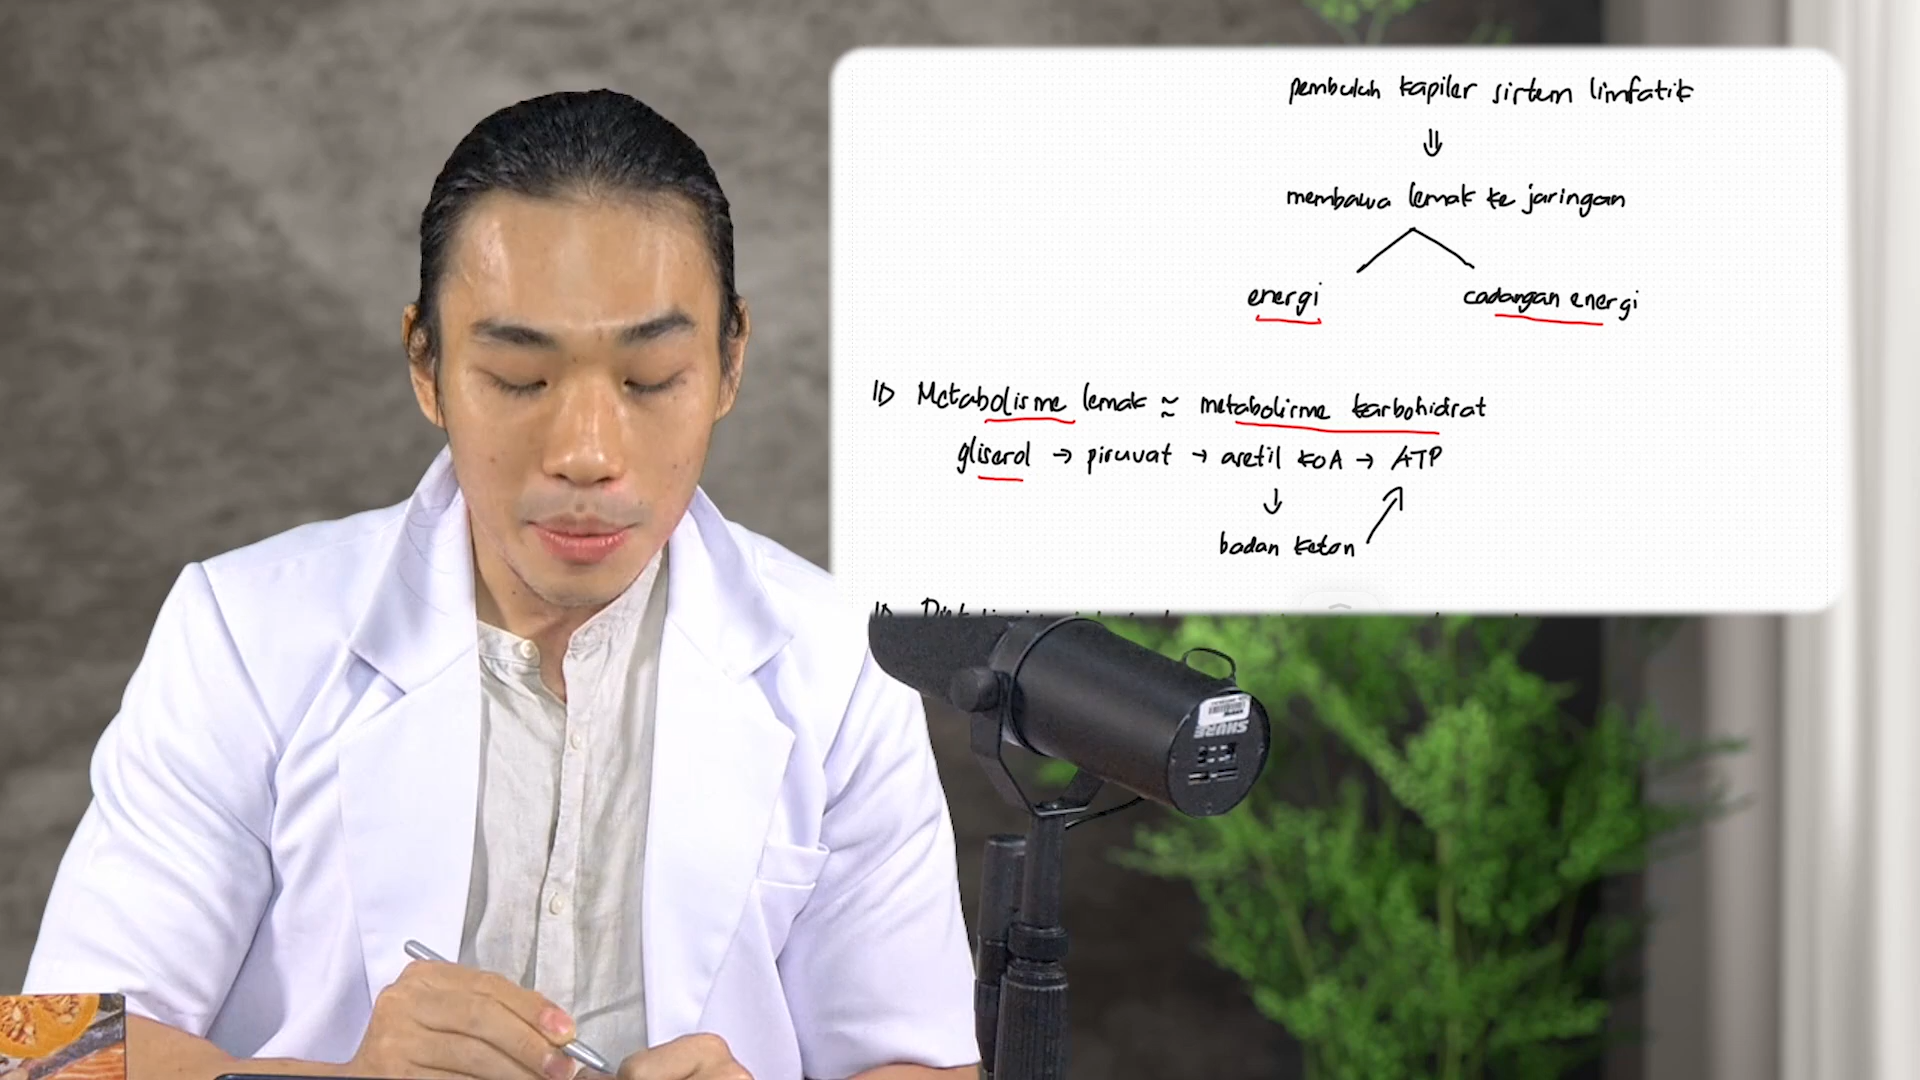 pembuluh kapiler sistem limfatik
⇓
membawa lemak ke jaringan
energi cadangan energi
ID Metabolisme lemak ≈ metabolisme karbohidrat
gliserol → piruvat → asetil KoA → ATP
↓
badan keton
SHURE